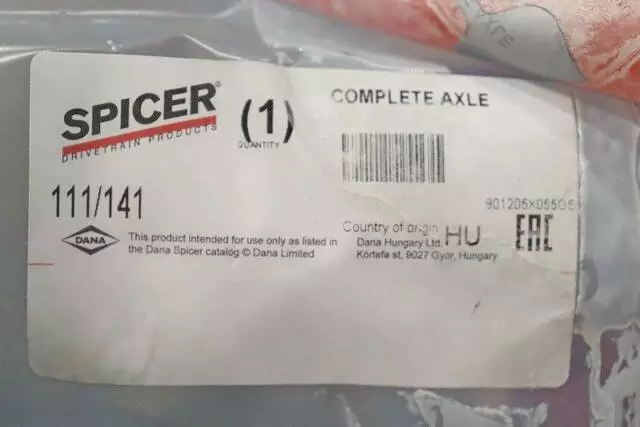 SPICER®
DRIVETRAIN PRODUCTS
(1)
QUANTITY
COMPLETE AXLE
111/141
DANA
This product intended for use only as listed in
the Dana Spicer catalog © Dana Limited
Country of origin HU
Dana Hungary Ltd.
Körtefa st, 9027 Győr, Hungary
EAC